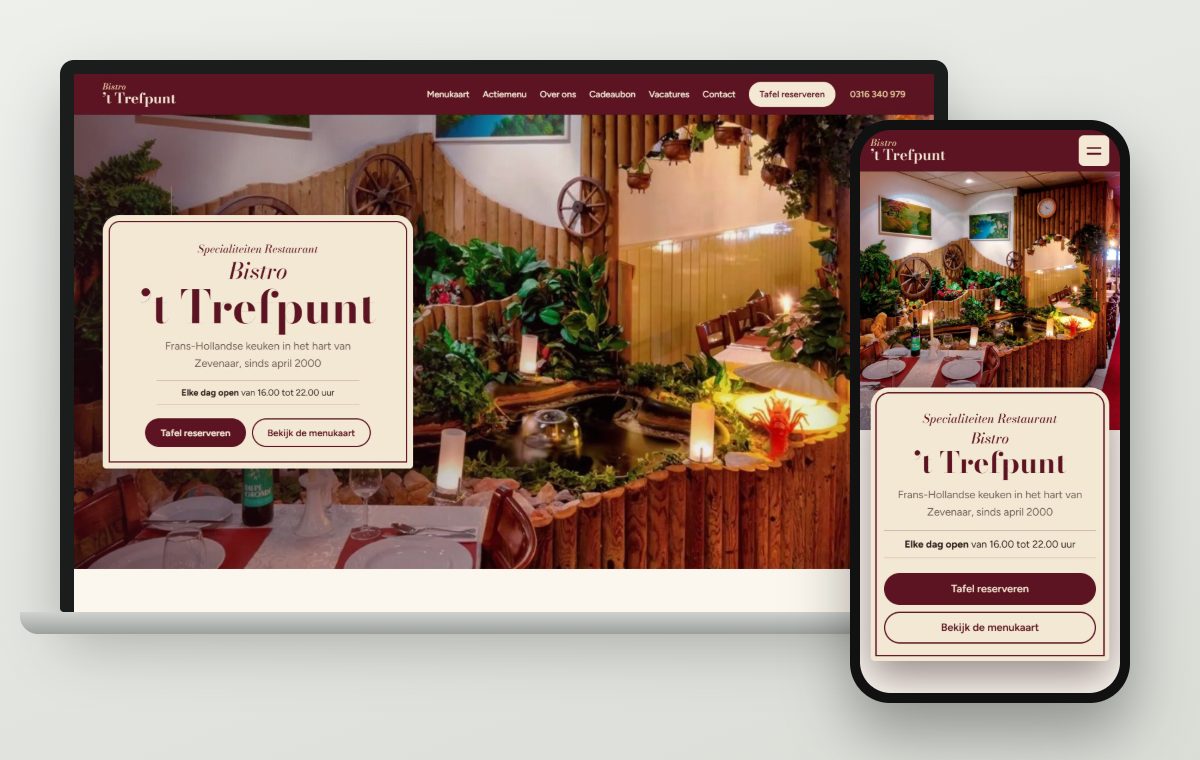 Bistro
't Trefpunt
Menukaart Actiemenu Over ons Cadeaubon Vacatures Contact Tafel reserveren 0316 340 979
Specialiteiten Restaurant
Bistro
't Trefpunt
Frans-Hollandse keuken in het hart van
Zevenaar, sinds april 2000
Elke dag open van 16.00 tot 22.00 uur
Tafel reserveren Bekijk de menukaart
Bistro
't Trefpunt
Specialiteiten Restaurant
Bistro
't Trefpunt
Frans-Hollandse keuken in het hart van
Zevenaar, sinds april 2000
Elke dag open van 16.00 tot 22.00 uur
Tafel reserveren
Bekijk de menukaart